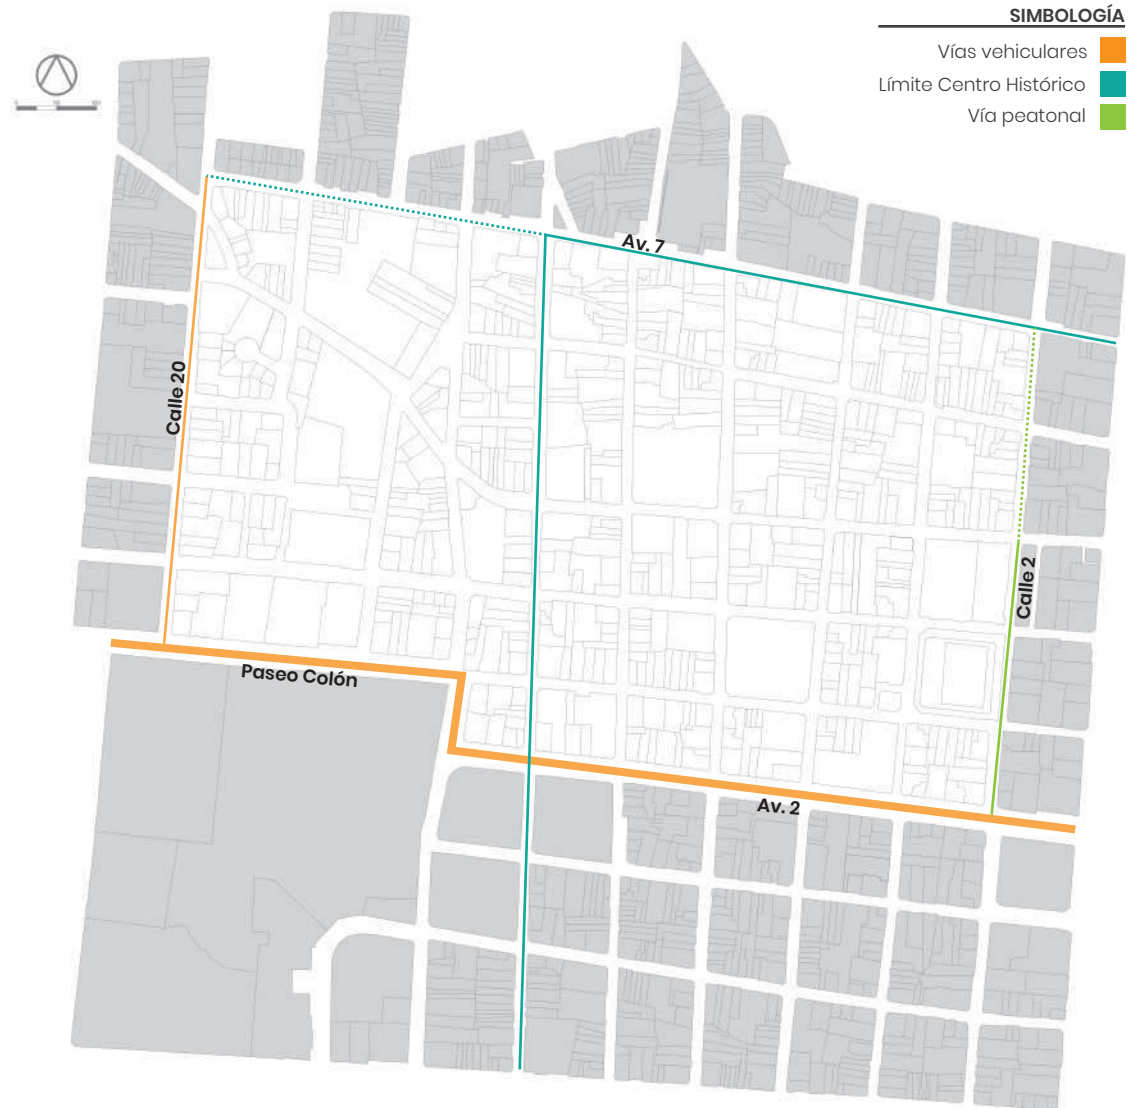 SIMBOLOGÍA
Vías vehiculares
Límite Centro Histórico
Vía peatonal
Av. 7
Calle 20
Calle 2
Paseo Colón
Av. 2